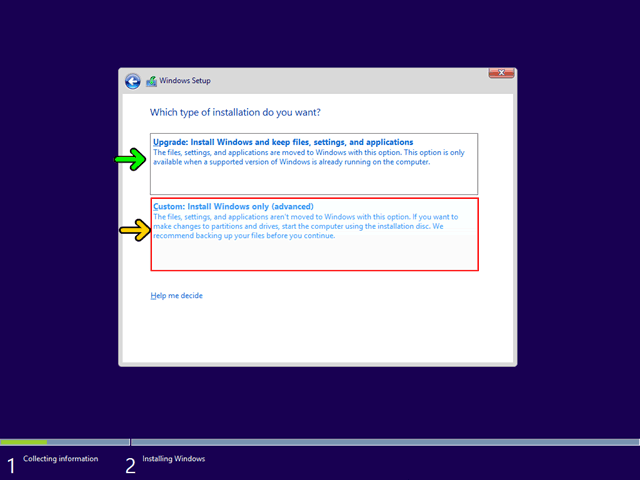 Windows Setup
Which type of installation do you want?
Upgrade: Install Windows and keep files, settings, and applications
The files, settings, and applications are moved to Windows with this option. This option is only
available when a supported version of Windows is already running on the computer.
Custom: Install Windows only (advanced)
The files, settings, and applications aren't moved to Windows with this option. If you want to
make changes to partitions and drives, start the computer using the installation disc. We
recommend backing up your files before you continue.
Help me decide
1 Collecting information
2 Installing Windows